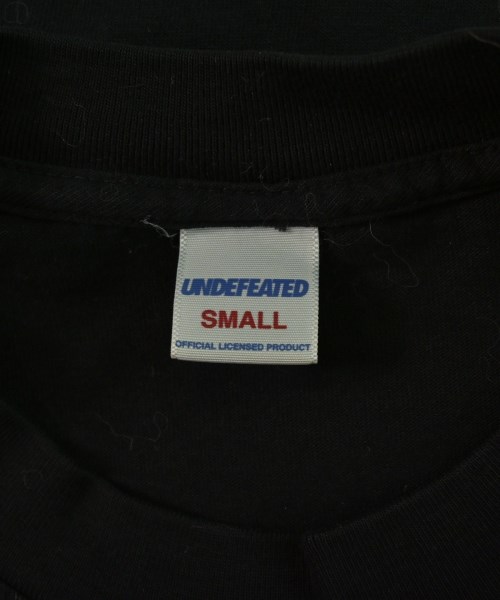 UNDEFEATED
SMALL
OFFICIAL LICENSED PRODUCT